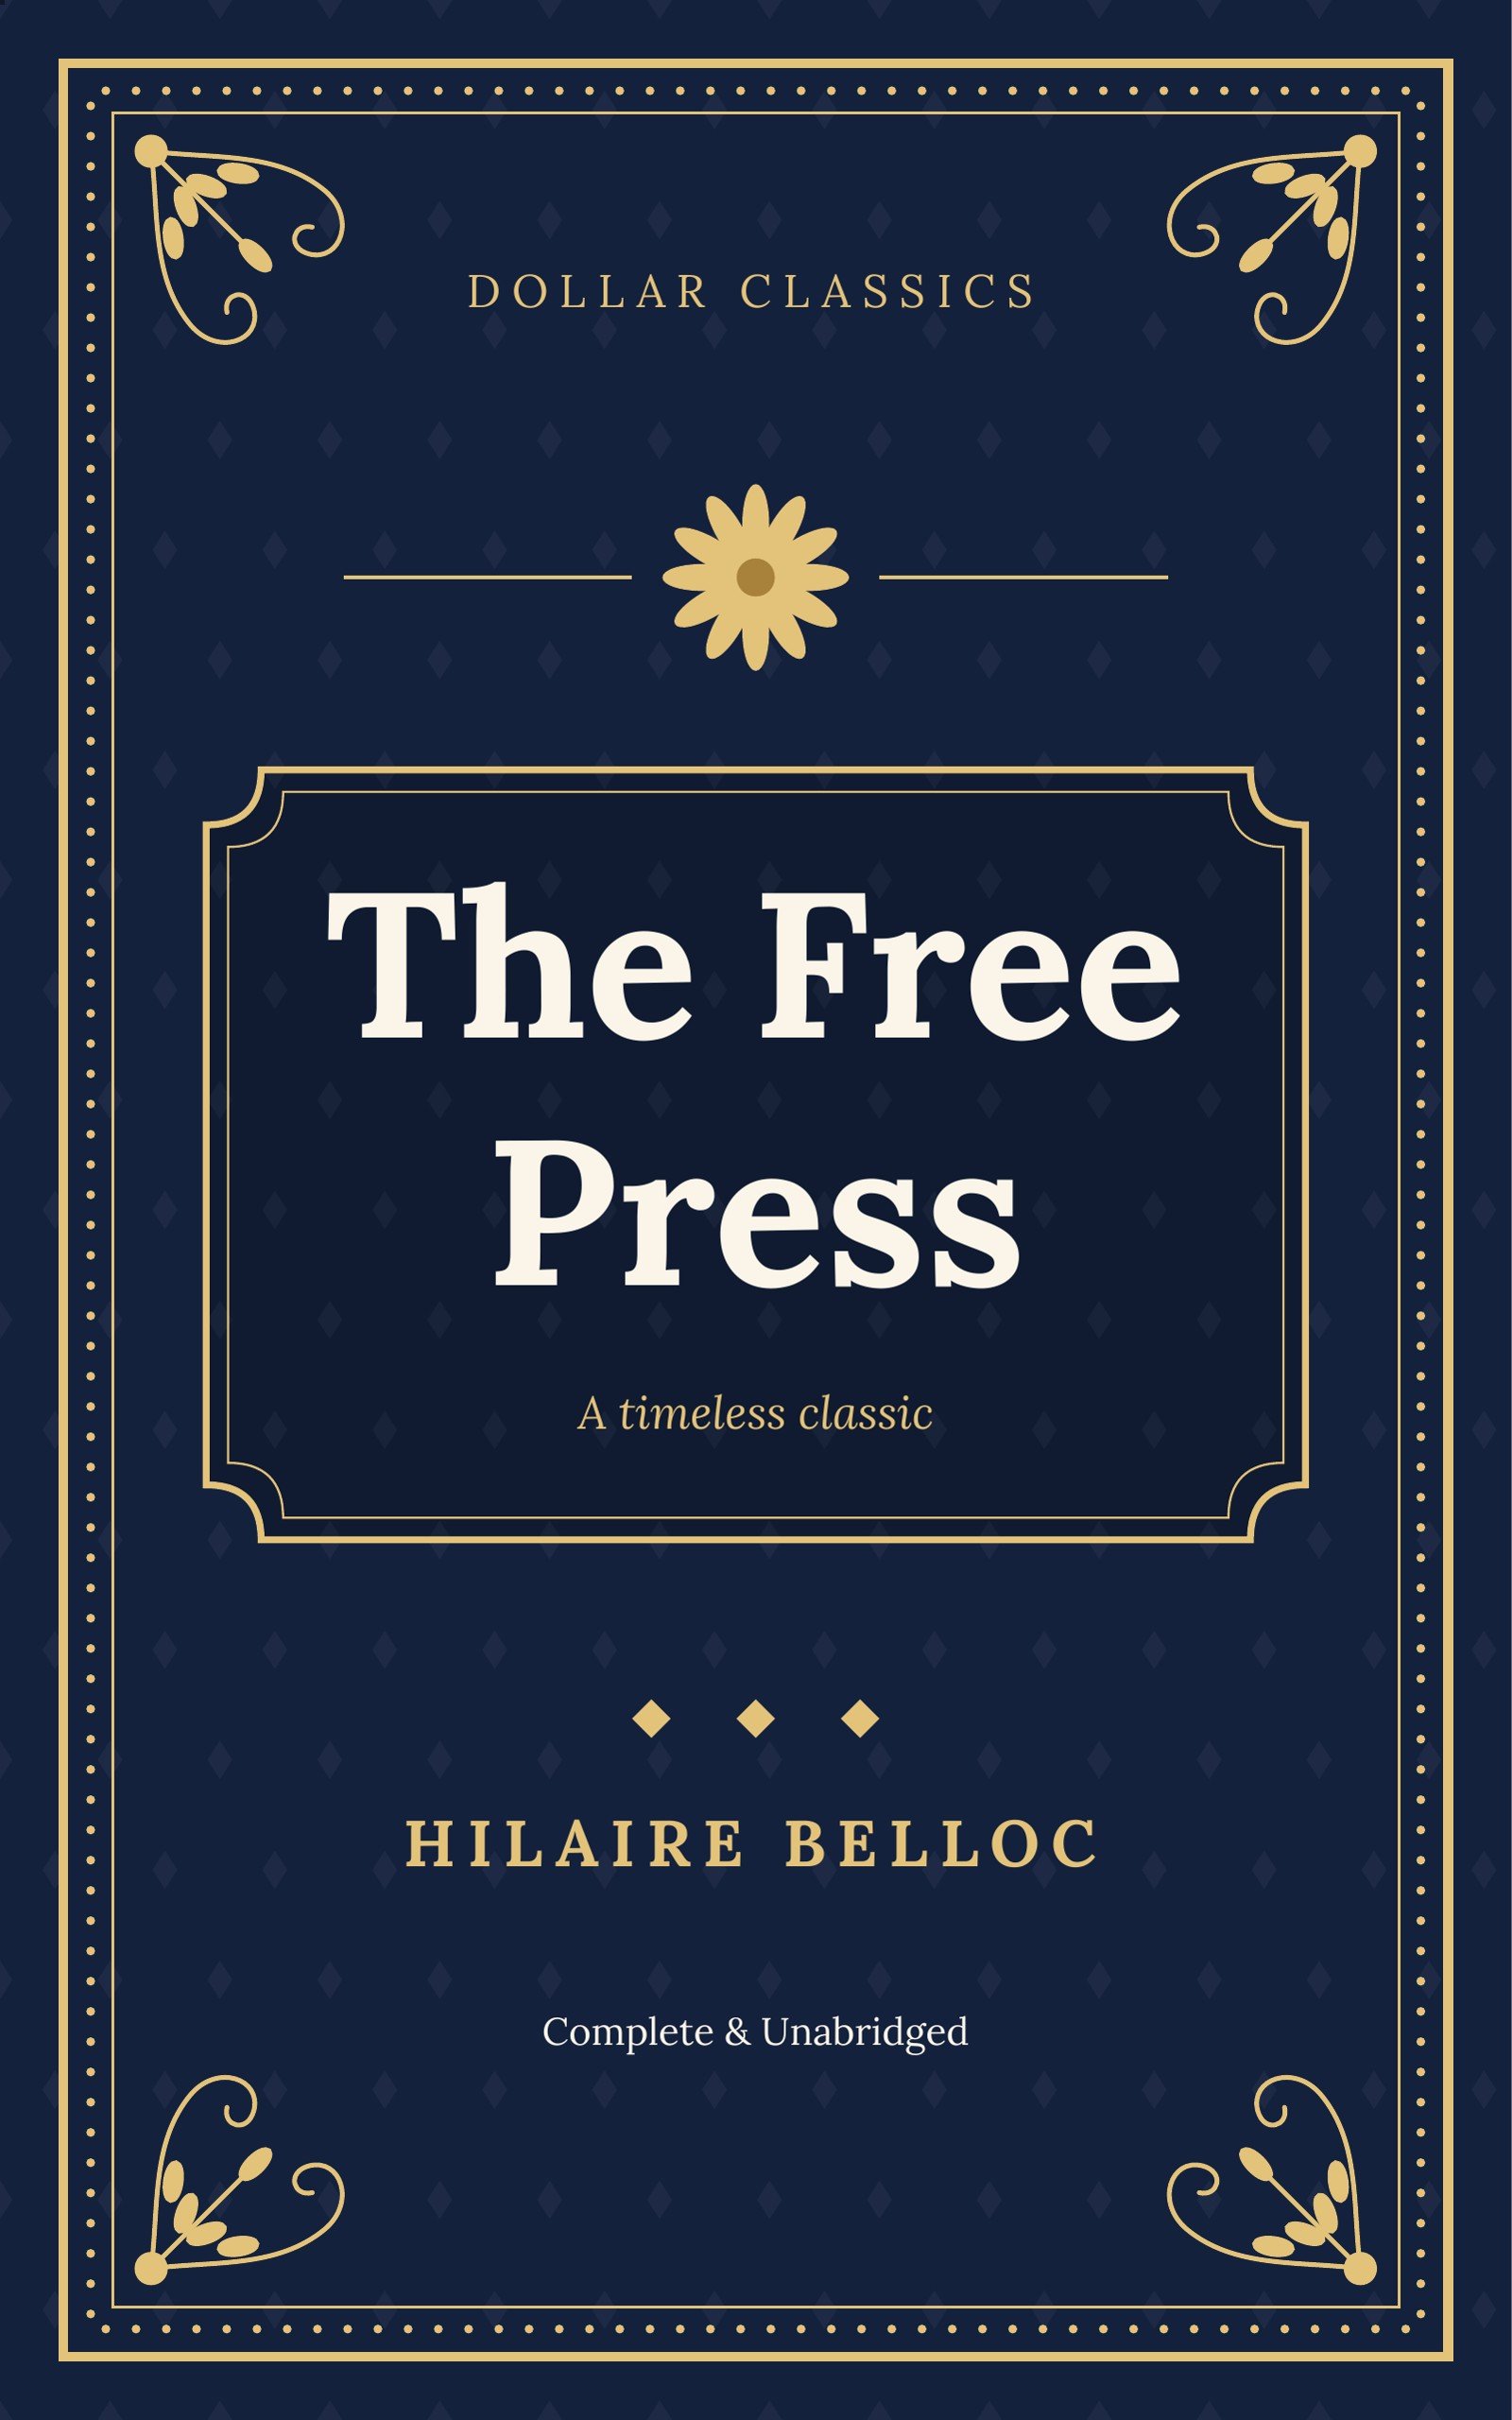 DOLLAR CLASSICS
The Free
Press
A timeless classic
HILAIRE BELLOC
Complete & Unabridged